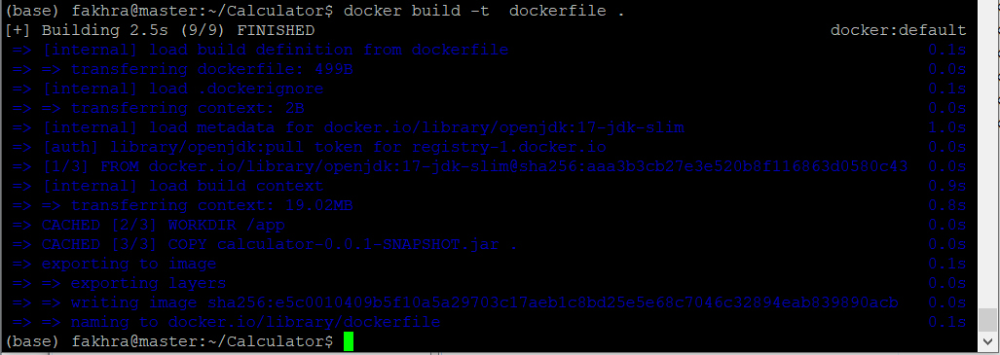 (base) fakhra@master:~/Calculator$ docker build -t  dockerfile .
[+] Building 2.5s (9/9) FINISHED docker:default
=> [internal] load build definition from dockerfile 0.1s
=> => transferring dockerfile: 499B 0.0s
=> [internal] load .dockerignore 0.1s
=> => transferring context: 2B 0.0s
=> [internal] load metadata for docker.io/library/openjdk:17-jdk-slim 1.0s
=> [auth] library/openjdk:pull token for registry-1.docker.io 0.0s
=> [1/3] FROM docker.io/library/openjdk:17-jdk-slim@sha256:aaa3b3cb27e3e520b8f116863d0580c43 0.0s
=> [internal] load build context 0.9s
=> => transferring context: 19.02MB 0.8s
=> CACHED [2/3] WORKDIR /app 0.0s
=> CACHED [3/3] COPY calculator-0.0.1-SNAPSHOT.jar . 0.0s
=> exporting to image 0.1s
=> => exporting layers 0.0s
=> => writing image sha256:e5c0010409b5f10a5a29703c17aeb1c8bd25e5e68c7046c32894eab839890acb 0.0s
=> => naming to docker.io/library/dockerfile 0.1s
(base) fakhra@master:~/Calculator$